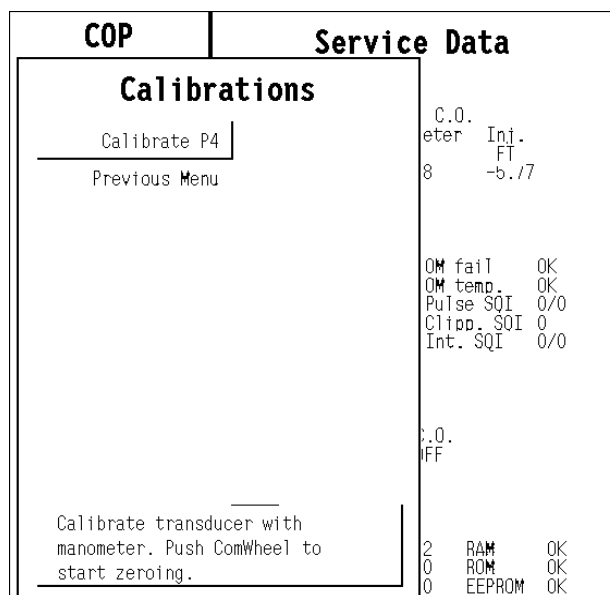 COP
Service Data
Calibrations
Calibrate P4
Previous Menu
C.O.
eter Inj.
FT
8 -5.77
OM fail OK
OM temp. OK
Pulse SQI 0/0
Clipp. SQI 0
Int. SQI 0/0
C.O.
FF
2 RAM OK
0 ROM OK
0 EEPROM OK
Calibrate transducer with
manometer. Push ComWheel to
start zeroing.